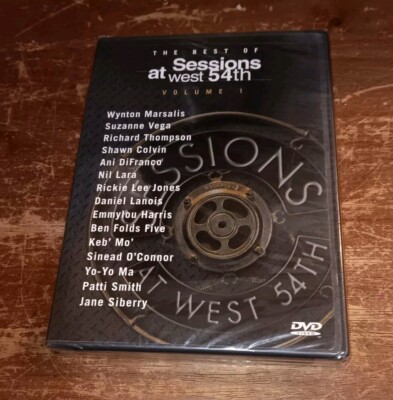 THE BEST OF
Sessions
at west 54th
VOLUME I
Wynton Marsalis
Suzanne Vega
Richard Thompson
Shawn Colvin
Ani DiFranco
Nil Lara
Rickie Lee Jones
Daniel Lanois
Emmylou Harris
Ben Folds Five
Keb' Mo'
Sinead O'Connor
Yo-Yo Ma
Patti Smith
Jane Siberry
SESSIONS
AT WEST 54TH
DVD
VIDEO